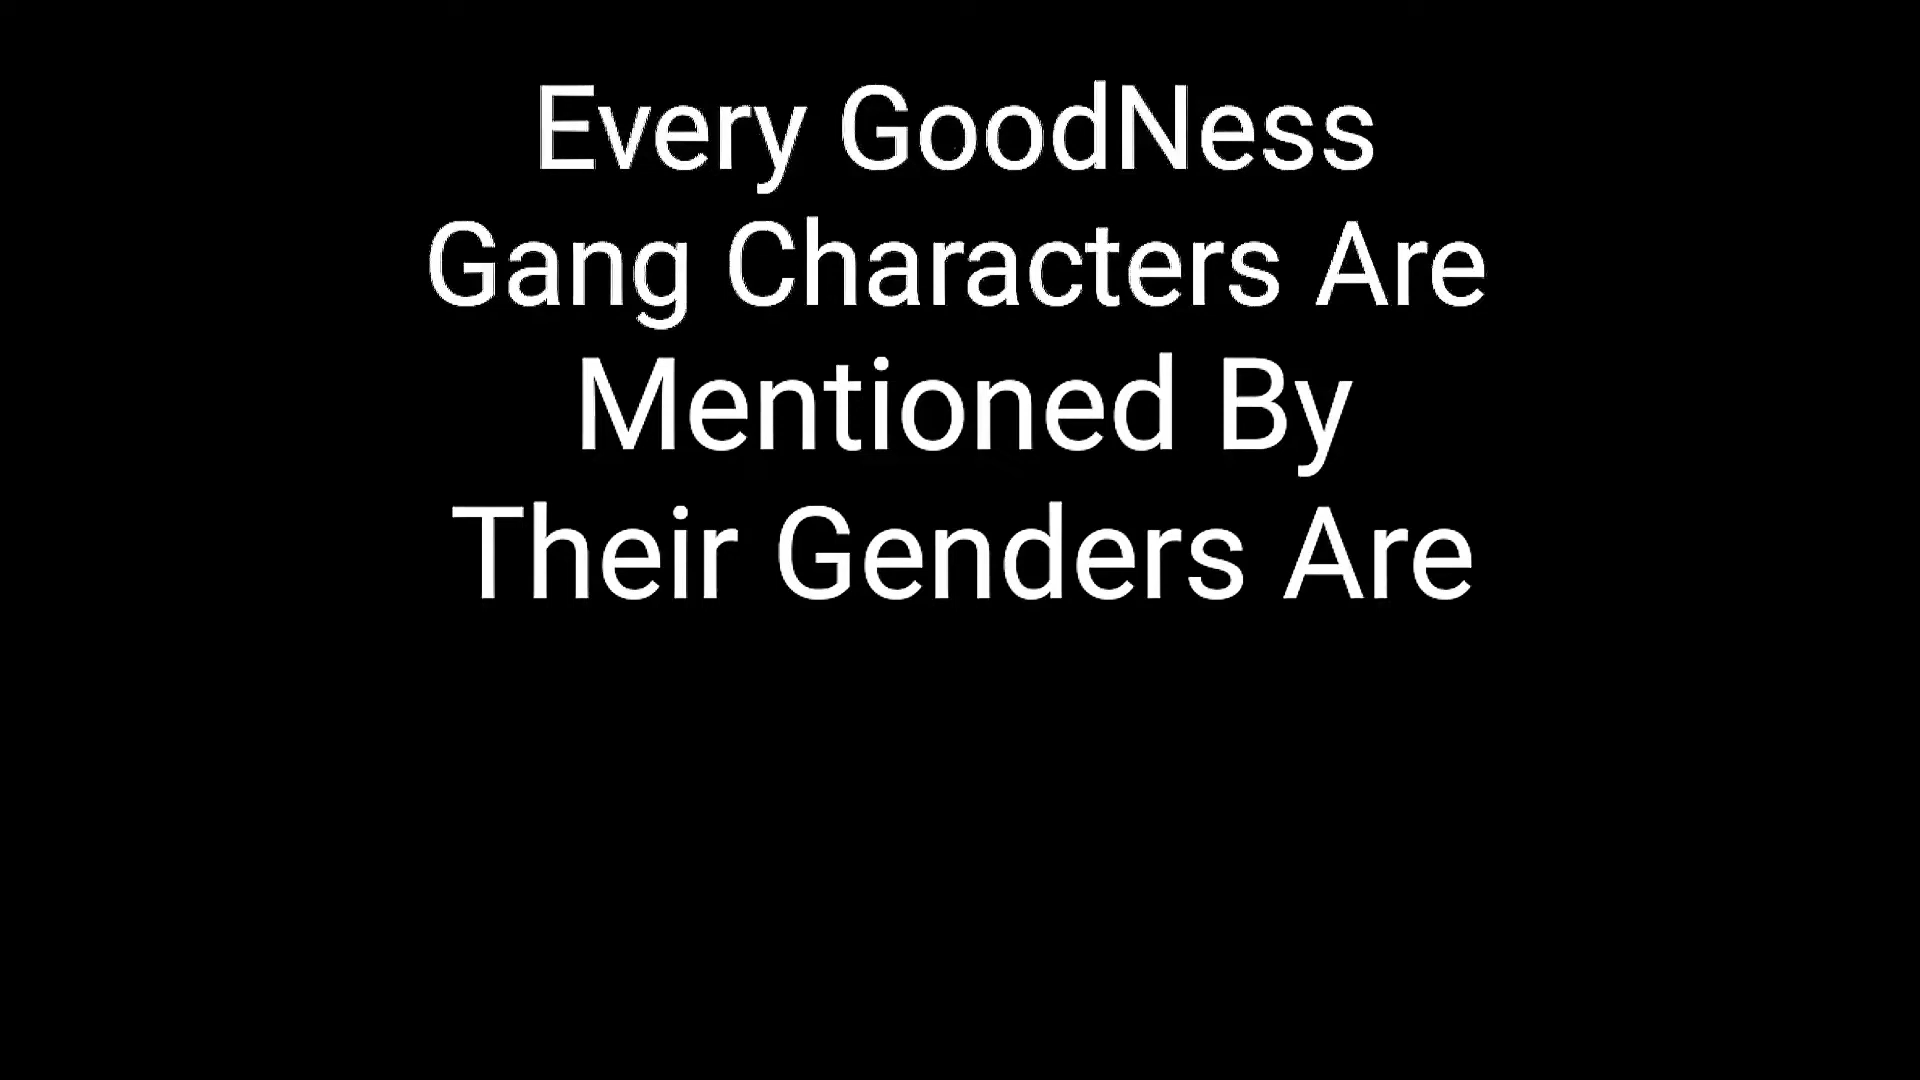 Every GoodNess
Gang Characters Are
Mentioned By
Their Genders Are